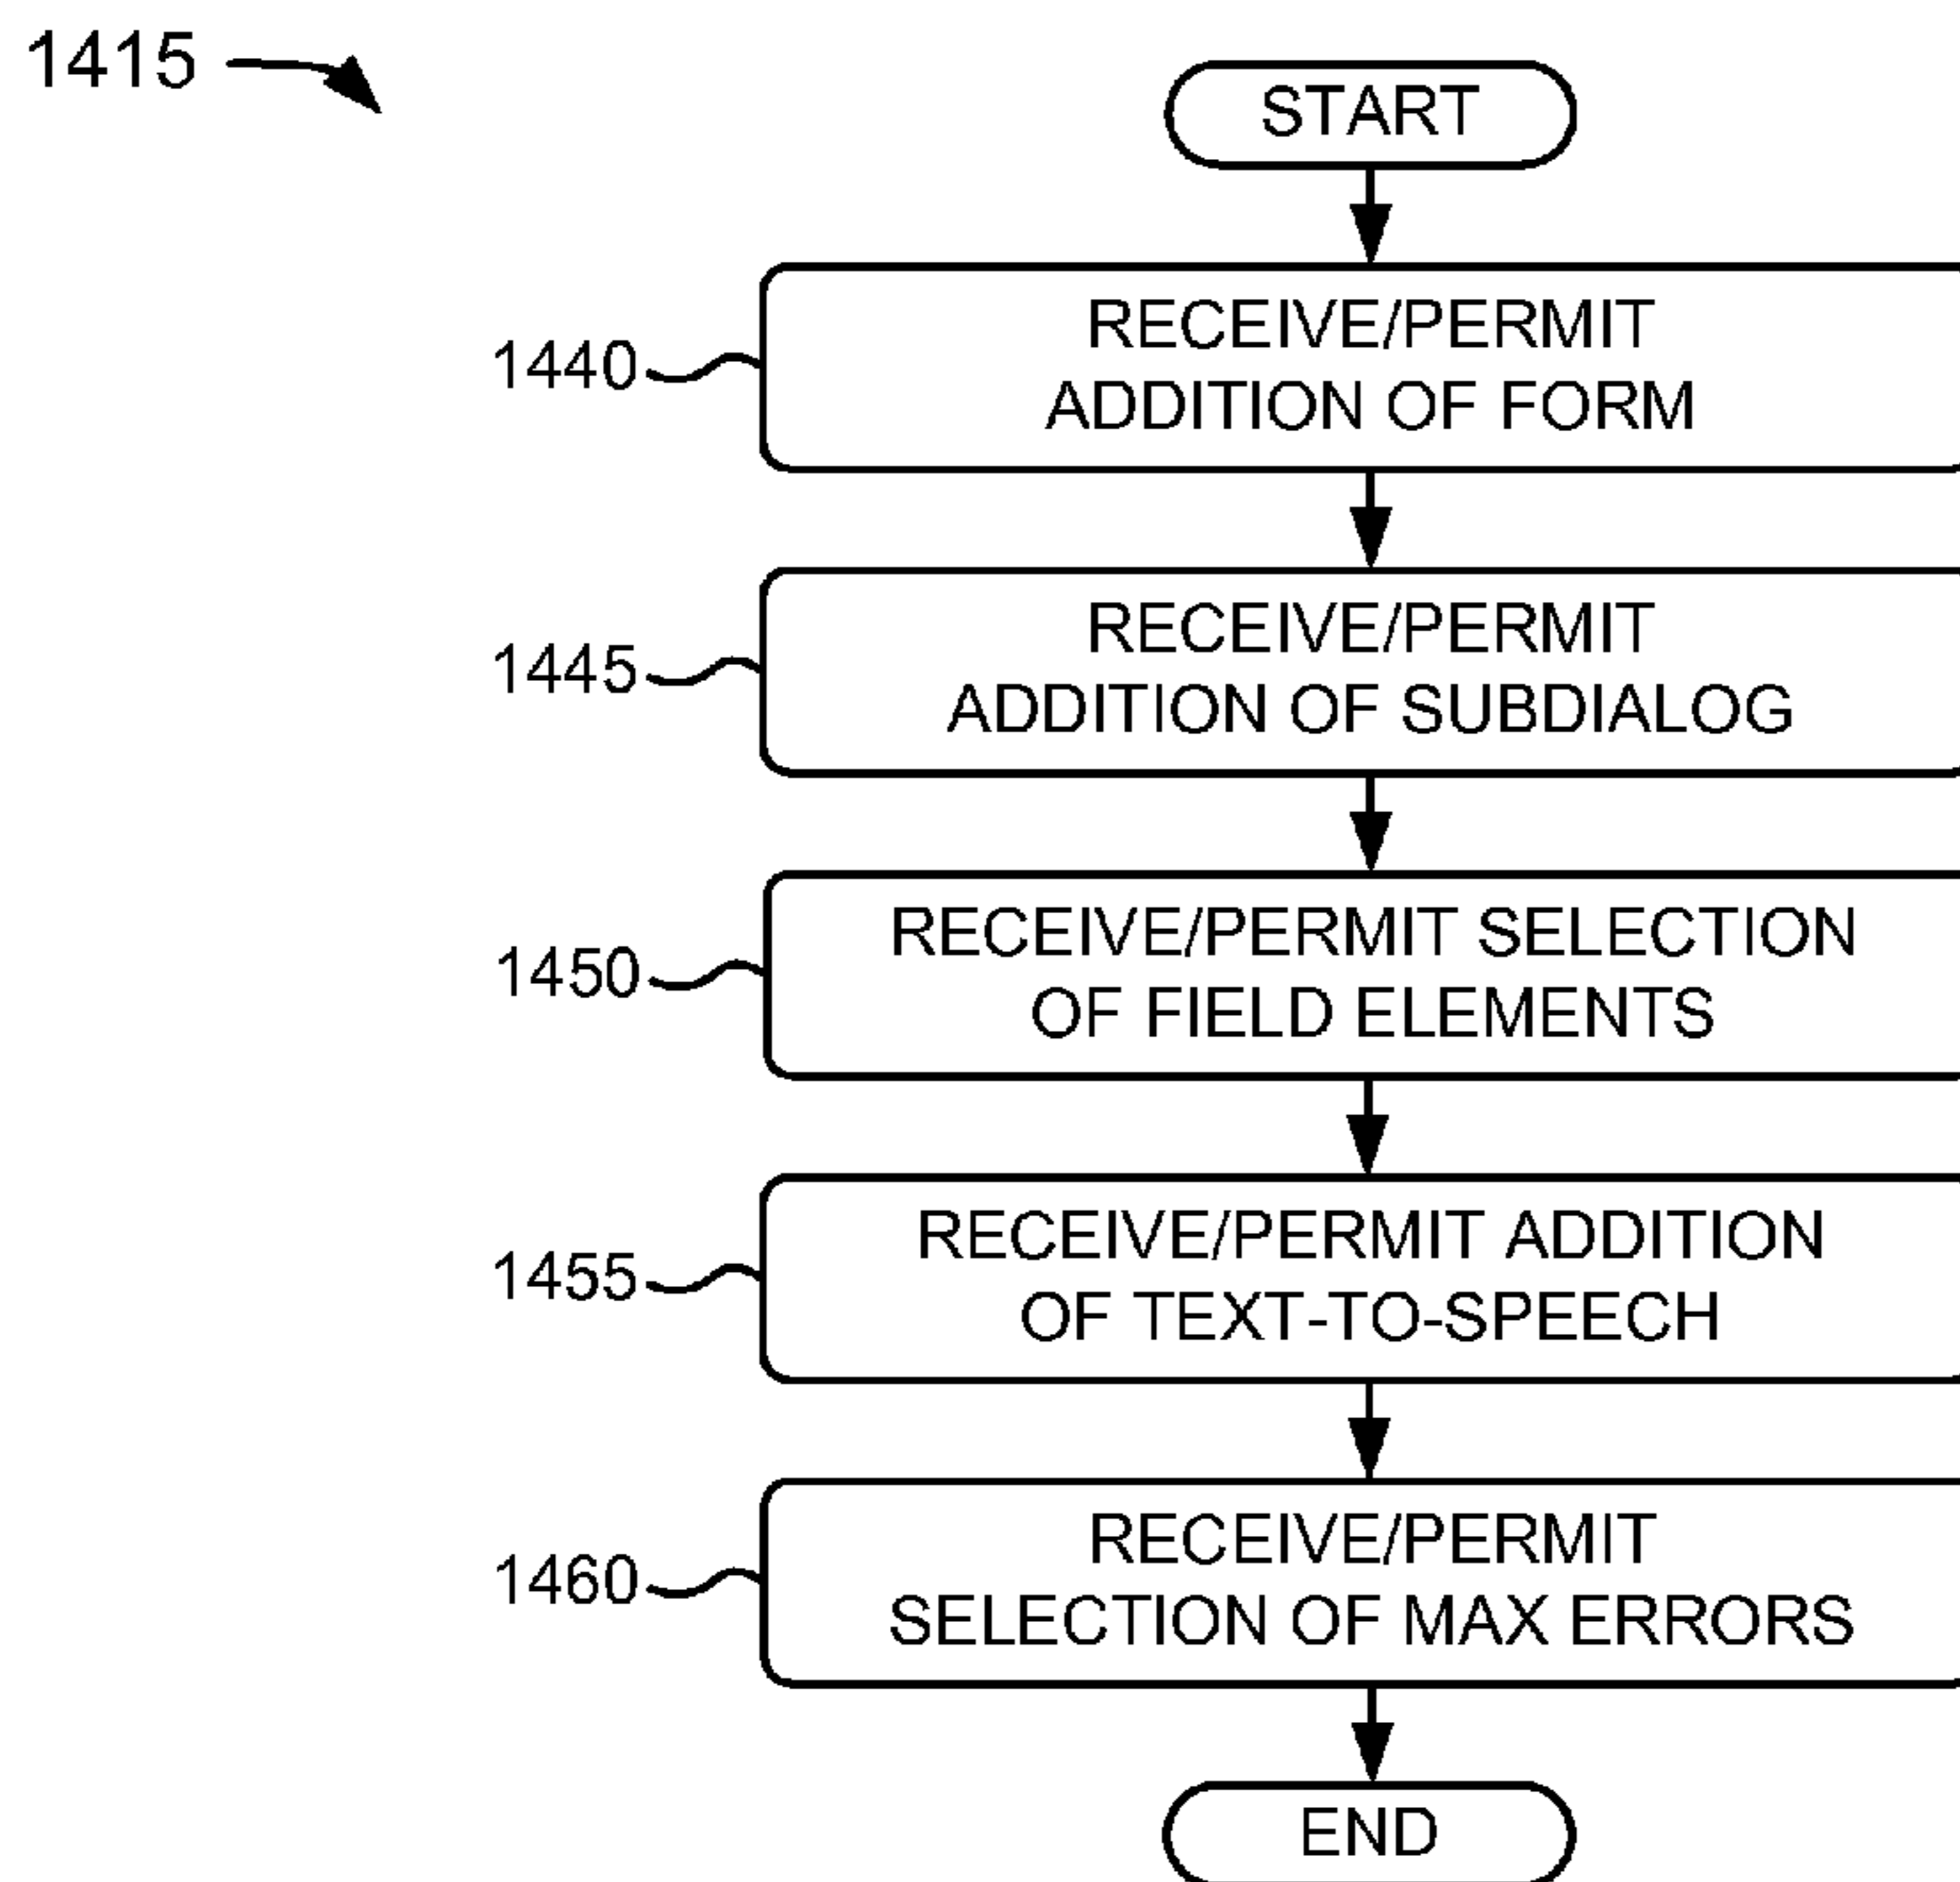 1415
START
1440
RECEIVE/PERMIT
ADDITION OF FORM
1445
RECEIVE/PERMIT
ADDITION OF SUBDIALOG
1450
RECEIVE/PERMIT SELECTION
OF FIELD ELEMENTS
1455
RECEIVE/PERMIT ADDITION
OF TEXT-TO-SPEECH
1460
RECEIVE/PERMIT
SELECTION OF MAX ERRORS
END